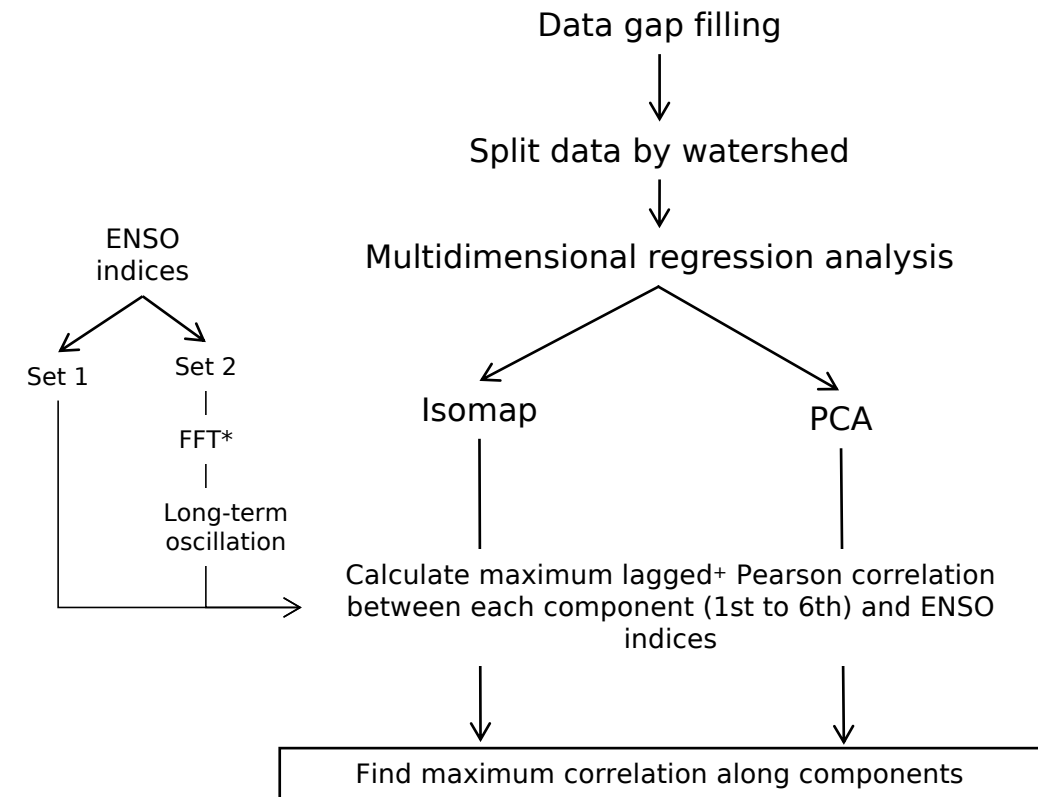 Data gap filling
Split data by watershed
Multidimensional regression analysis
ENSO
indices
Set 1
Set 2
FFT*
Long-term
oscillation
Isomap
PCA
Calculate maximum lagged⁺ Pearson correlation
between each component (1st to 6th) and ENSO
indices
Find maximum correlation along components